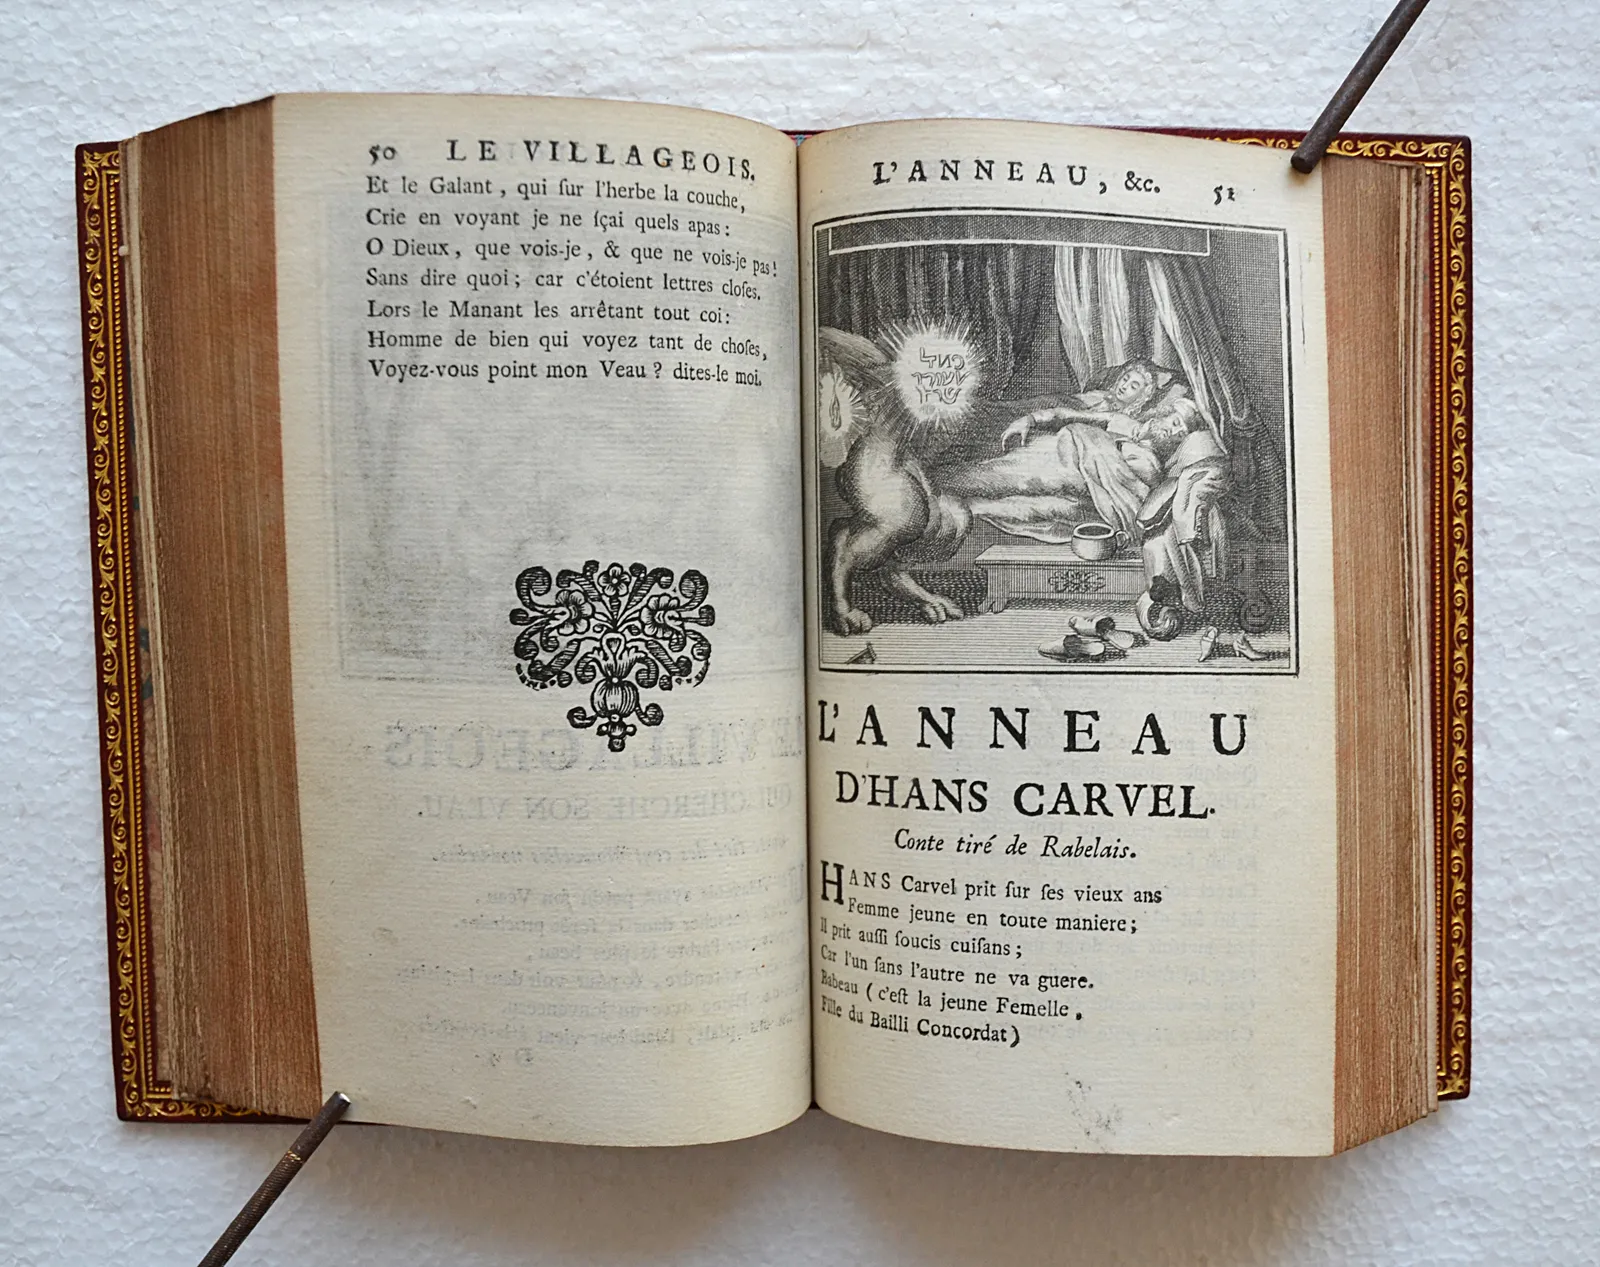 50 LE VILLAGEOIS.
Et le Galant, qui ſur l'herbe la couche,
Crie en voyant je ne ſçai quels apas:
O Dieux, que vois-je, & que ne vois-je pas!
Sans dire quoi; car c'étoient lettres cloſes.
Lors le Manant les arrêtant tout coi:
Homme de bien qui voyez tant de choſes,
Voyez-vous point mon Veau? dites-le moi.
L'ANNEAU, &c. 51
L'ANNEAU
D'HANS CARVEL.
Conte tiré de Rabelais.
HANS Carvel prit ſur ſes vieux ans
Femme jeune en toute maniere;
Il prit auſſi ſoucis cuiſans;
Car l'un ſans l'autre ne va guere.
Babeau (c'eſt la jeune Femelle,
Fille du Bailli Concordat)